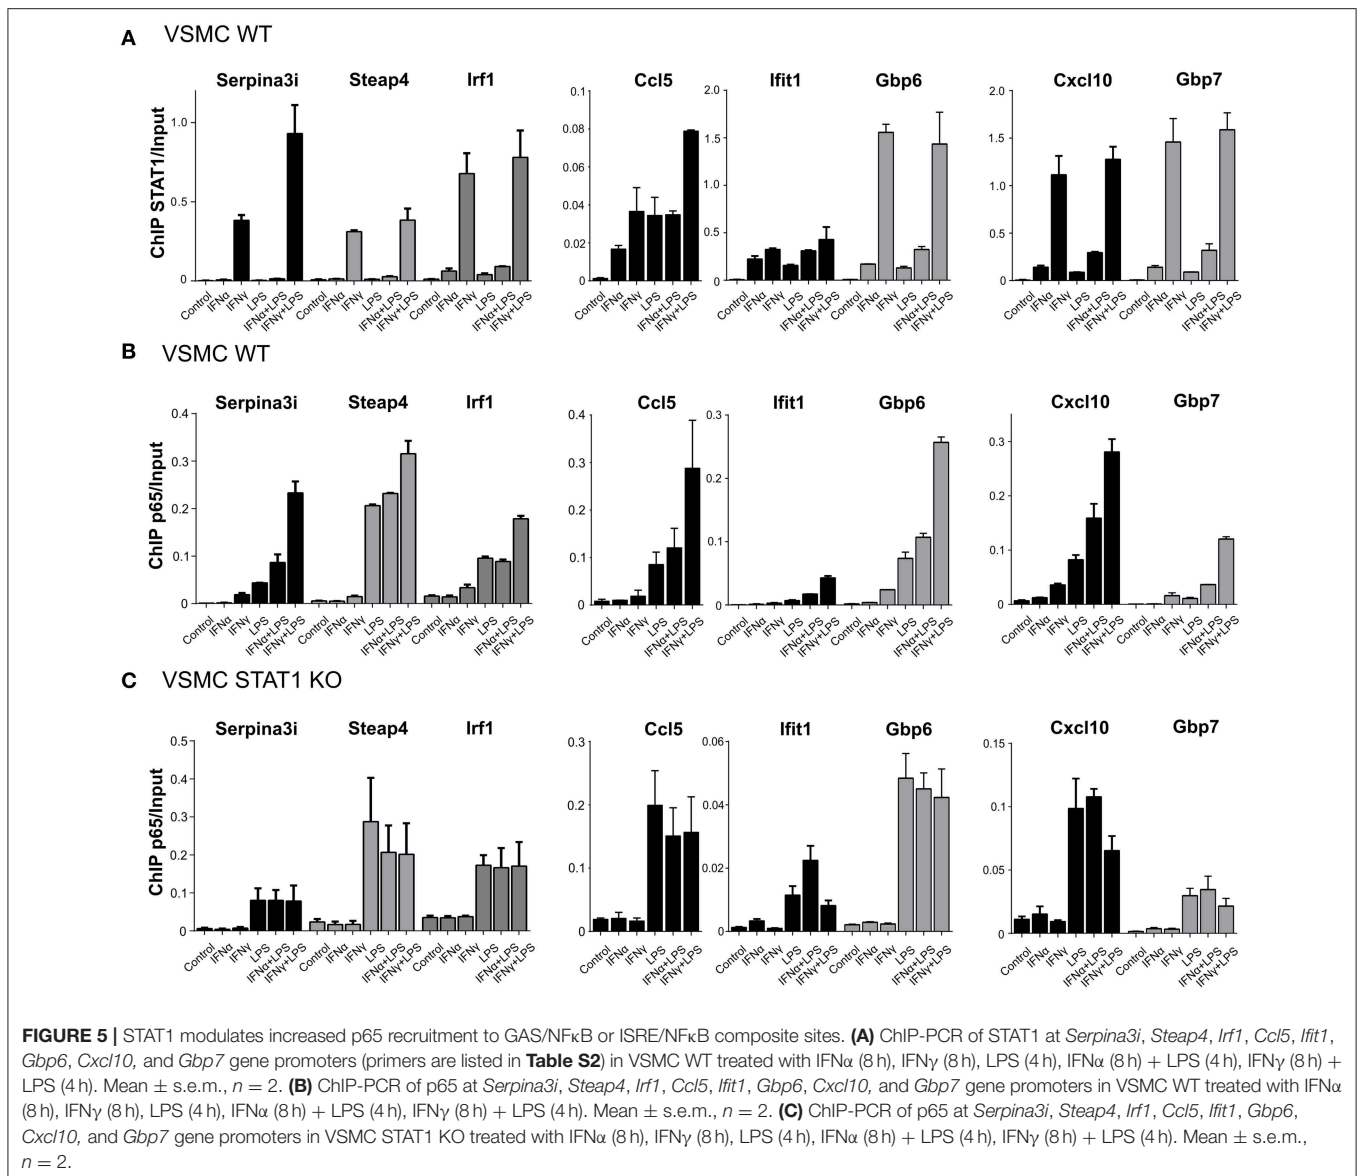 A VSMC WT
Serpina3i Steap4 Irf1 Ccl5 Ifit1 Gbp6 Cxcl10 Gbp7
ChIP STAT1/Input
1.0
0.5
0
0.1
0.08
0.06
0.04
0.02
0
2.0
1.5
1.0
0.5
0
2.0
1.5
1.0
0.5
0
Control IFNα IFNγ LPS IFNα+LPS IFNγ+LPS Control IFNα IFNγ LPS IFNα+LPS IFNγ+LPS Control IFNα IFNγ LPS IFNα+LPS IFNγ+LPS
Control IFNα IFNγ LPS IFNα+LPS IFNγ+LPS
Control IFNα IFNγ LPS IFNα+LPS IFNγ+LPS Control IFNα IFNγ LPS IFNα+LPS IFNγ+LPS
Control IFNα IFNγ LPS IFNα+LPS IFNγ+LPS Control IFNα IFNγ LPS IFNα+LPS IFNγ+LPS
B VSMC WT
Serpina3i Steap4 Irf1 Ccl5 Ifit1 Gbp6 Cxcl10 Gbp7
ChIP p65/Input
0.4
0.3
0.2
0.1
0
0.4
0.3
0.2
0.1
0
0.3
0.2
0.1
0
0.3
0.2
0.1
0
Control IFNα IFNγ LPS IFNα+LPS IFNγ+LPS Control IFNα IFNγ LPS IFNα+LPS IFNγ+LPS Control IFNα IFNγ LPS IFNα+LPS IFNγ+LPS
Control IFNα IFNγ LPS IFNα+LPS IFNγ+LPS
Control IFNα IFNγ LPS IFNα+LPS IFNγ+LPS Control IFNα IFNγ LPS IFNα+LPS IFNγ+LPS
Control IFNα IFNγ LPS IFNα+LPS IFNγ+LPS Control IFNα IFNγ LPS IFNα+LPS IFNγ+LPS
C VSMC STAT1 KO
Serpina3i Steap4 Irf1 Ccl5 Ifit1 Gbp6 Cxcl10 Gbp7
ChIP p65/Input
0.5
0.4
0.3
0.2
0.1
0
0.3
0.2
0.1
0
0.06
0.04
0.02
0
0.15
0.1
0.05
0
Control IFNα IFNγ LPS IFNα+LPS IFNγ+LPS Control IFNα IFNγ LPS IFNα+LPS IFNγ+LPS Control IFNα IFNγ LPS IFNα+LPS IFNγ+LPS
Control IFNα IFNγ LPS IFNα+LPS IFNγ+LPS
Control IFNα IFNγ LPS IFNα+LPS IFNγ+LPS Control IFNα IFNγ LPS IFNα+LPS IFNγ+LPS
Control IFNα IFNγ LPS IFNα+LPS IFNγ+LPS Control IFNα IFNγ LPS IFNα+LPS IFNγ+LPS
FIGURE 5 | STAT1 modulates increased p65 recruitment to GAS/NFκB or ISRE/NFκB composite sites. (A) ChIP-PCR of STAT1 at Serpina3i, Steap4, Irf1, Ccl5, Ifit1,
Gbp6, Cxcl10, and Gbp7 gene promoters (primers are listed in Table S2) in VSMC WT treated with IFNα (8 h), IFNγ (8 h), LPS (4 h), IFNα (8 h) + LPS (4 h), IFNγ (8 h) +
LPS (4 h). Mean ± s.e.m., n = 2. (B) ChIP-PCR of p65 at Serpina3i, Steap4, Irf1, Ccl5, Ifit1, Gbp6, Cxcl10, and Gbp7 gene promoters in VSMC WT treated with IFNα
(8 h), IFNγ (8 h), LPS (4 h), IFNα (8 h) + LPS (4 h), IFNγ (8 h) + LPS (4 h). Mean ± s.e.m., n = 2. (C) ChIP-PCR of p65 at Serpina3i, Steap4, Irf1, Ccl5, Ifit1, Gbp6,
Cxcl10, and Gbp7 gene promoters in VSMC STAT1 KO treated with IFNα (8 h), IFNγ (8 h), LPS (4 h), IFNα (8 h) + LPS (4 h), IFNγ (8 h) + LPS (4 h). Mean ± s.e.m.,
n = 2.